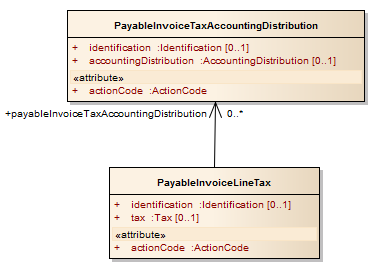 PayableInvoiceTaxAccountingDistribution
+ identification :Identification [0..1]
+ accountingDistribution :AccountingDistribution [0..1]
«attribute»
+ actionCode :ActionCode
+payableInvoiceTaxAccountingDistribution 0..*
PayableInvoiceLineTax
+ identification :Identification [0..1]
+ tax :Tax [0..1]
«attribute»
+ actionCode :ActionCode